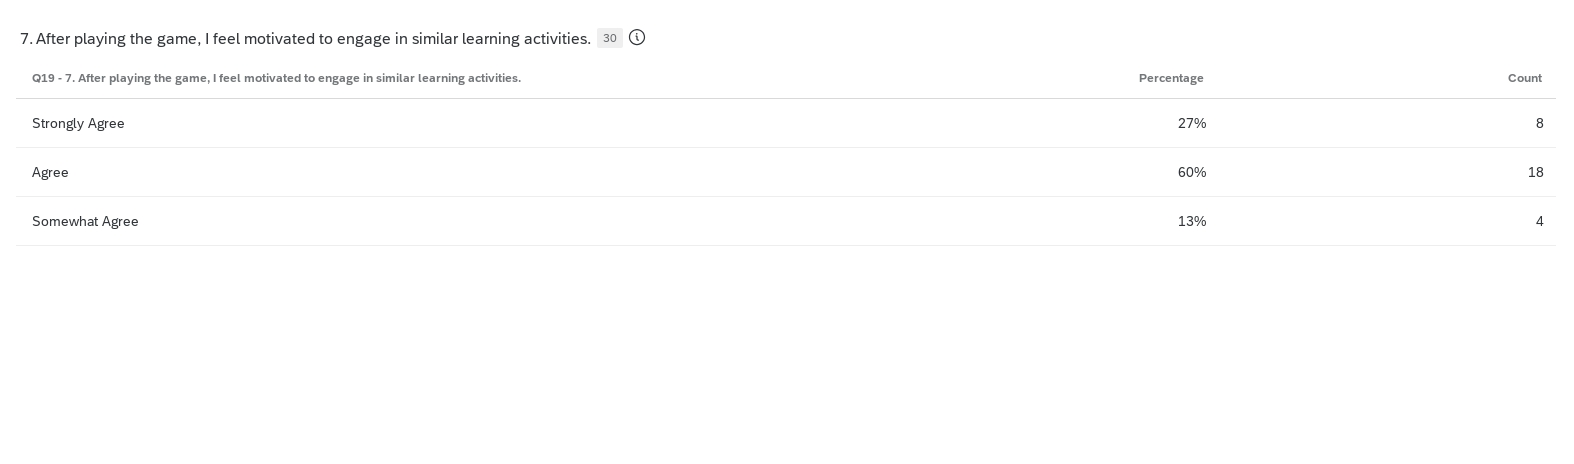 7. After playing the game, I feel motivated to engage in similar learning activities. 30
Q19 - 7. After playing the game, I feel motivated to engage in similar learning activities. Percentage Count
Strongly Agree 27% 8
Agree 60% 18
Somewhat Agree 13% 4